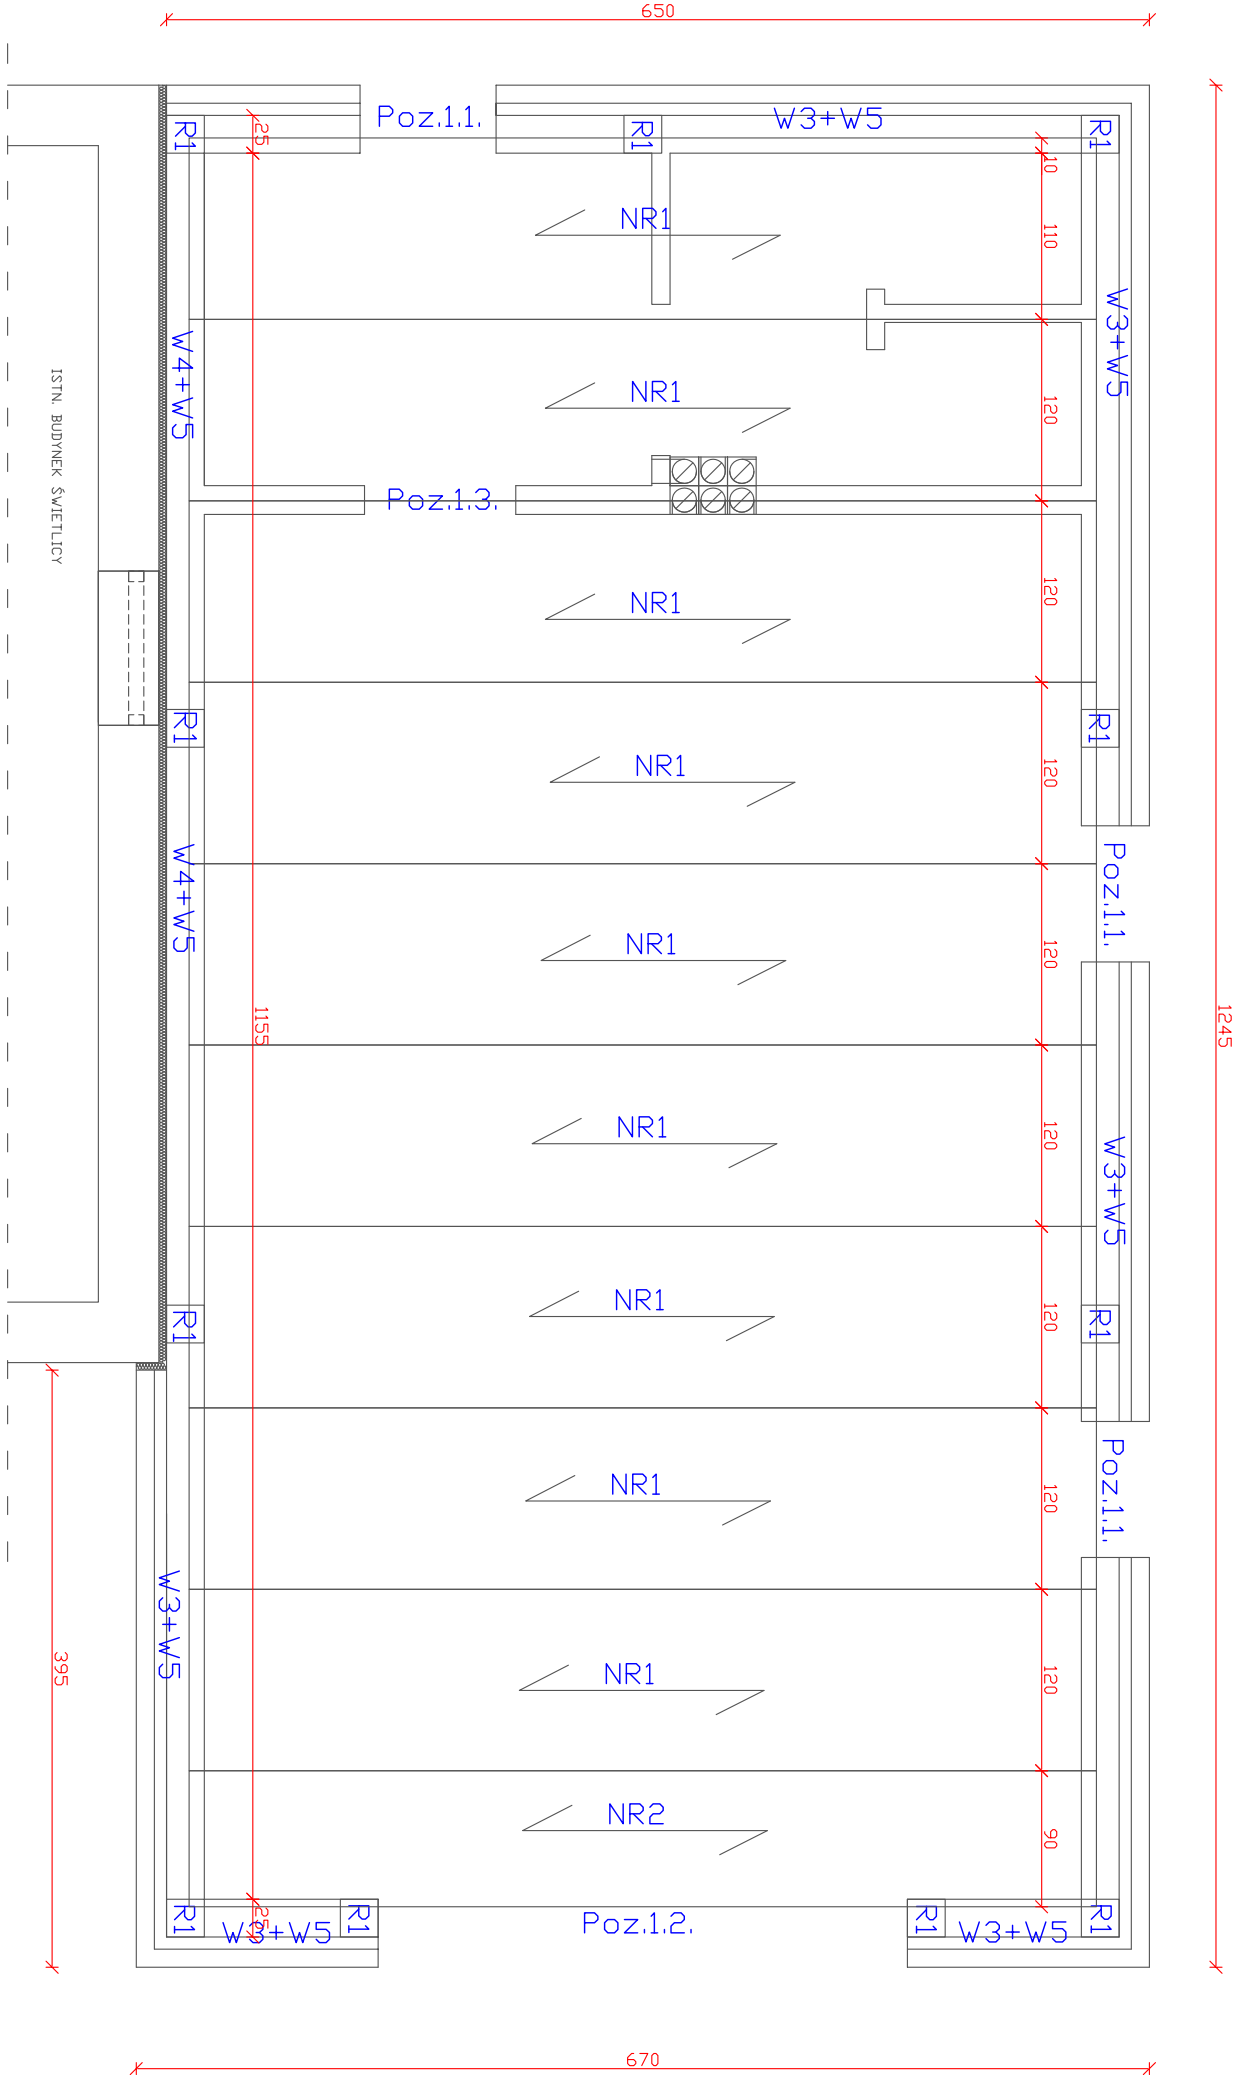 650
Poz.1.1.
W3+W5
R1
25
R1
R1
10
NR1
110
W3+W5
W4+W5
NR1
120
ISTN. BUDYNEK ŚWIETLICY
Poz.1.3.
NR1
120
R1
R1
NR1
120
W4+W5
Poz.1.1.
NR1
120
1155
1245
NR1
120
W3+W5
R1
NR1
120
R1
NR1
120
Poz.1.1.
W3+W5
395
NR1
120
NR2
90
R1
25
W3+W5
R1
Poz.1.2.
R1
W3+W5
R1
670